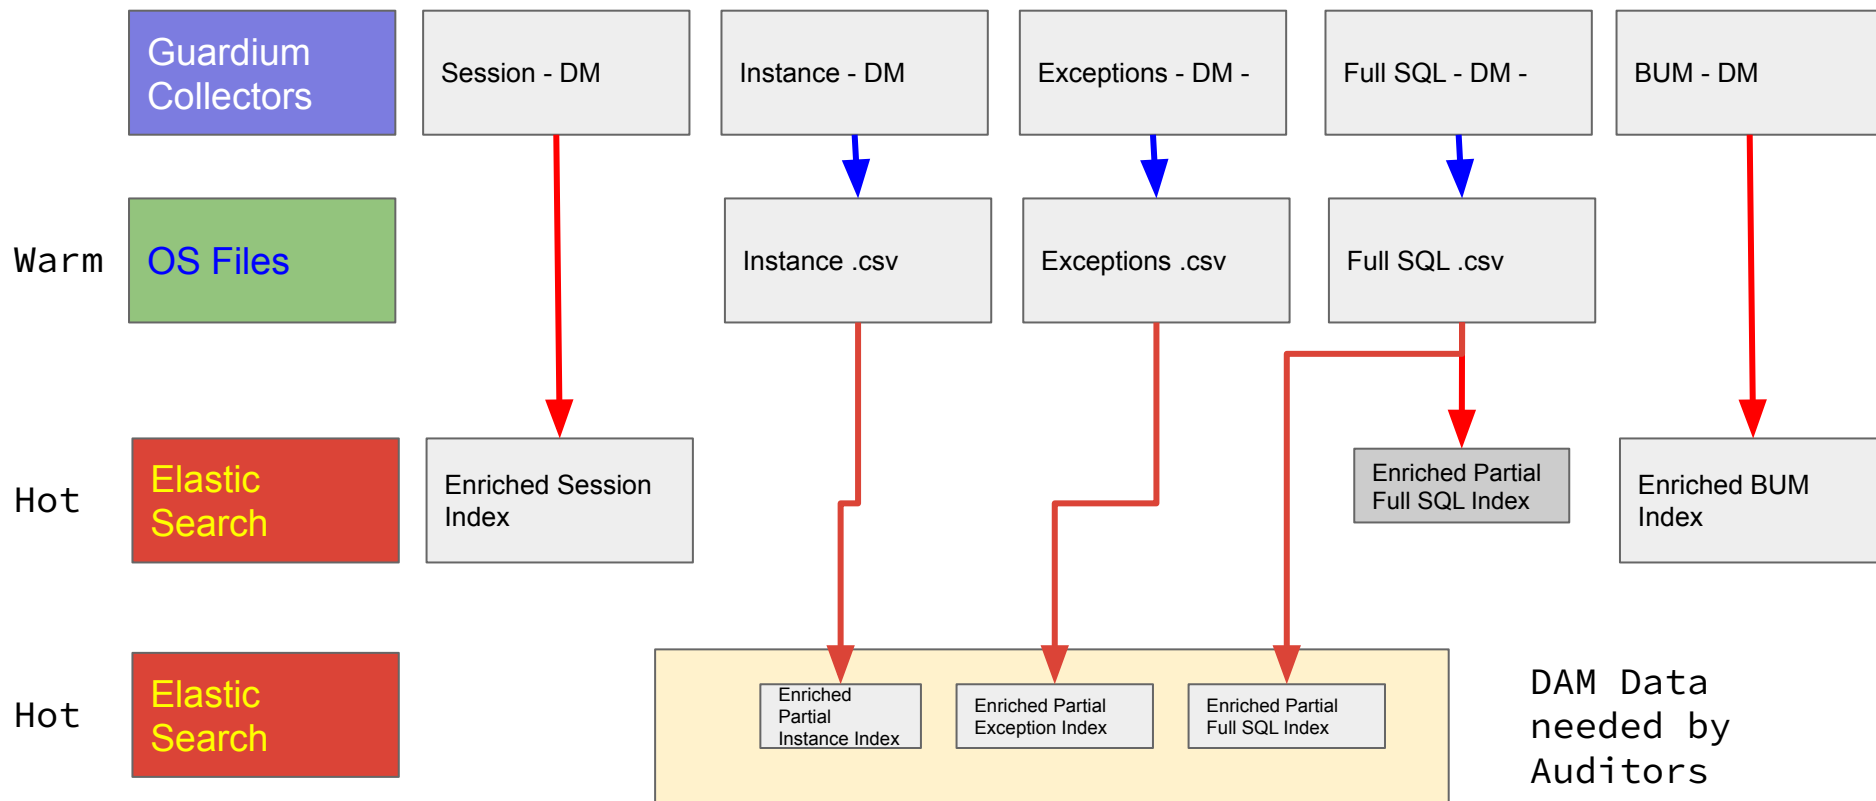 Guardium
Collectors
Session - DM
Instance - DM
Exceptions - DM -
Full SQL - DM -
BUM - DM
Warm
OS Files
Instance .csv
Exceptions .csv
Full SQL .csv
Hot
Elastic
Search
Enriched Session
Index
Enriched Partial
Full SQL Index
Enriched BUM
Index
Hot
Elastic
Search
Enriched
Partial
Instance Index
Enriched Partial
Exception Index
Enriched Partial
Full SQL Index
DAM Data
needed by
Auditors